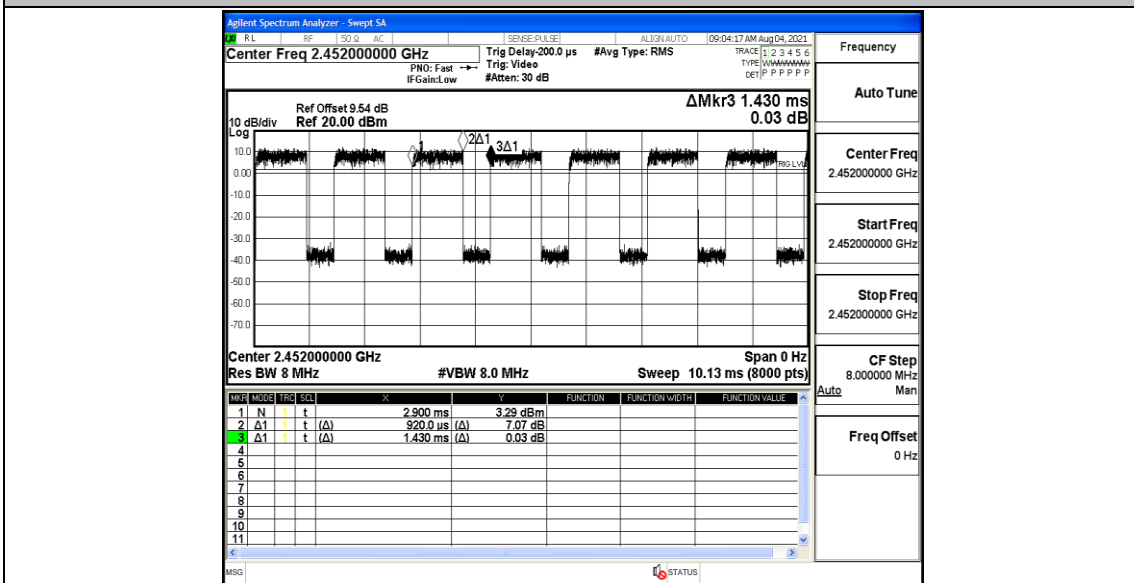 Agilent Spectrum Analyzer - Swept SA
RL RF 50 Ω AC SENSE:PULSE ALIGN AUTO 09:04:17 AM Aug 04, 2021
Center Freq 2.452000000 GHz
PNO: Fast
IFGain:Low
Trig Delay-200.0 µs
Trig: Video
#Atten: 30 dB
#Avg Type: RMS
TRACE 1 2 3 4 5 6
TYPE
DET P P P P P P
Ref Offset 9.54 dB
10 dB/div Ref 20.00 dBm
ΔMkr3 1.430 ms
0.03 dB
Log
10.0
0.00
-10.0
-20.0
-30.0
-40.0
-50.0
-60.0
-70.0
1
2Δ1
3Δ1
TRIG LVL
Center 2.452000000 GHz Span 0 Hz
Res BW 8 MHz #VBW 8.0 MHz Sweep 10.13 ms (8000 pts)
MKR MODE TRC SCL X Y FUNCTION FUNCTION WIDTH FUNCTION VALUE
1 N t 2.900 ms 3.29 dBm
2 Δ1 t (Δ) 920.0 µs (Δ) 7.07 dB
3 Δ1 t (Δ) 1.430 ms (Δ) 0.03 dB
4
5
6
7
8
9
10
11
MSG STATUS
Frequency
Auto Tune
Center Freq
2.452000000 GHz
Start Freq
2.452000000 GHz
Stop Freq
2.452000000 GHz
CF Step
8.000000 MHz
Auto Man
Freq Offset
0 Hz